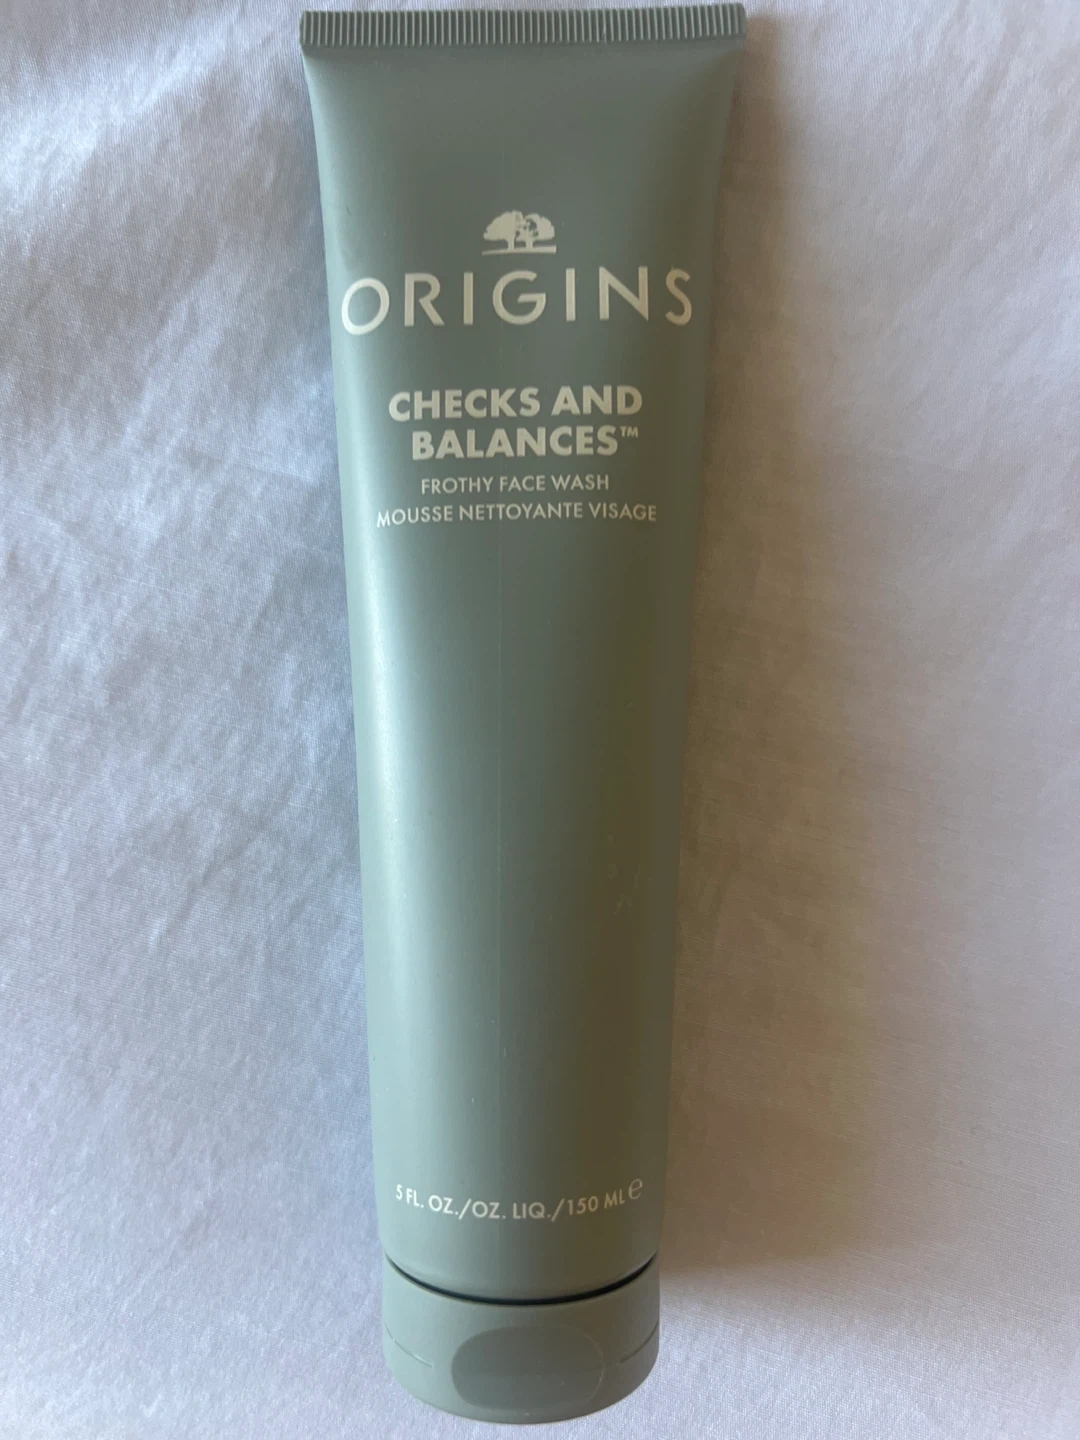 ORIGINS
CHECKS AND
BALANCES™
FROTHY FACE WASH
MOUSSE NETTOYANTE VISAGE
5 FL. OZ./OZ. LIQ./150 ML ℮